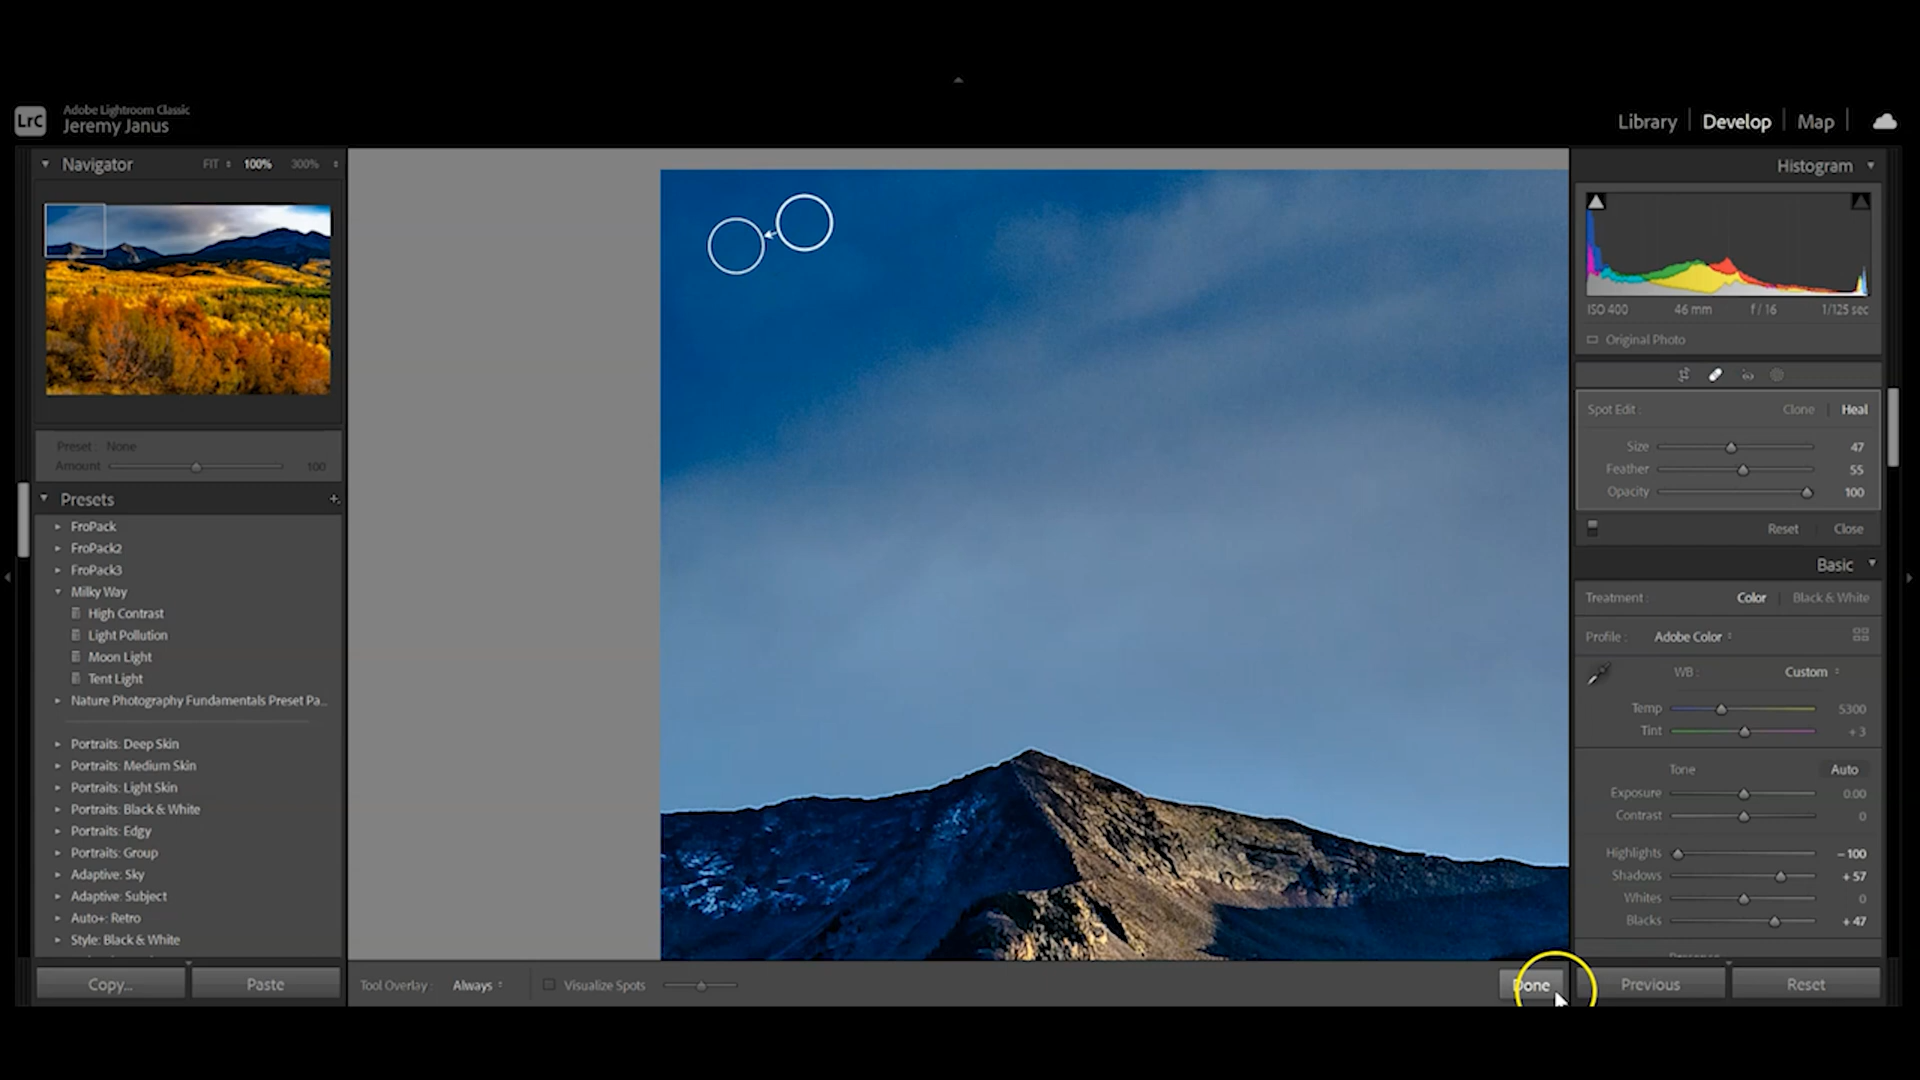 LrC
Adobe Lightroom Classic
Jeremy Janus
Library
Develop
Map
Navigator
FIT
100%
300%
Preset: None
Amount
100
Presets
FroPack
FroPack2
FroPack3
Milky Way
High Contrast
Light Pollution
Moon Light
Tent Light
Nature Photography Fundamentals Preset Pa...
Portraits: Deep Skin
Portraits: Medium Skin
Portraits: Light Skin
Portraits: Black & White
Portraits: Edgy
Portraits: Group
Adaptive: Sky
Adaptive: Subject
Auto+: Retro
Style: Black & White
Copy...
Paste
Tool Overlay: Always
Visualize Spots
Done
Histogram
ISO 400
46 mm
f / 16
1/125 sec
Original Photo
Spot Edit: Clone Heal
Size 47
Feather 55
Opacity 100
Reset Close
Basic
Treatment: Color Black & White
Profile: Adobe Color
WB: Custom
Temp 5300
Tint + 3
Tone Auto
Exposure 0.00
Contrast 0
Highlights − 100
Shadows + 57
Whites 0
Blacks + 47
Previous
Reset